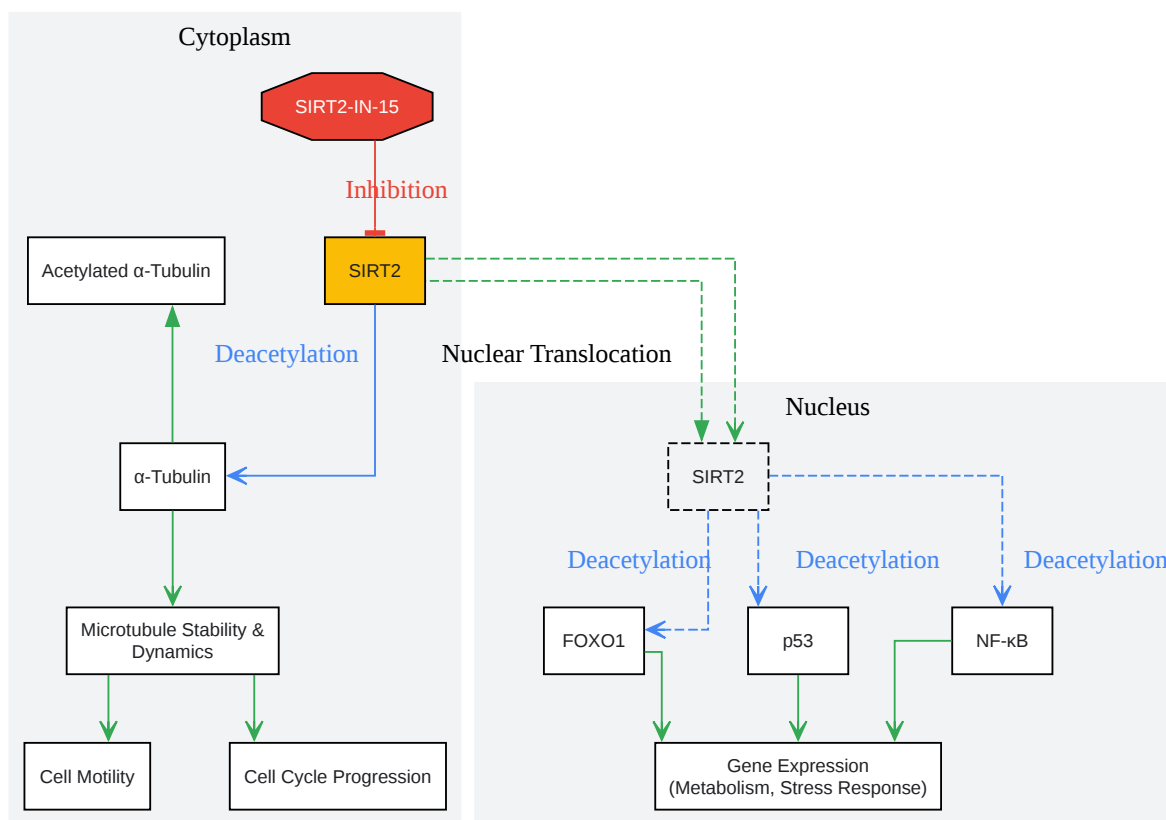 Cytoplasm
SIRT2-IN-15
Inhibition
Acetylated α-Tubulin
SIRT2
Deacetylation
Nuclear Translocation
Nucleus
α-Tubulin
SIRT2
Deacetylation
Deacetylation
Deacetylation
Microtubule Stability &
Dynamics
FOXO1
p53
NF-κB
Cell Motility
Cell Cycle Progression
Gene Expression
(Metabolism, Stress Response)